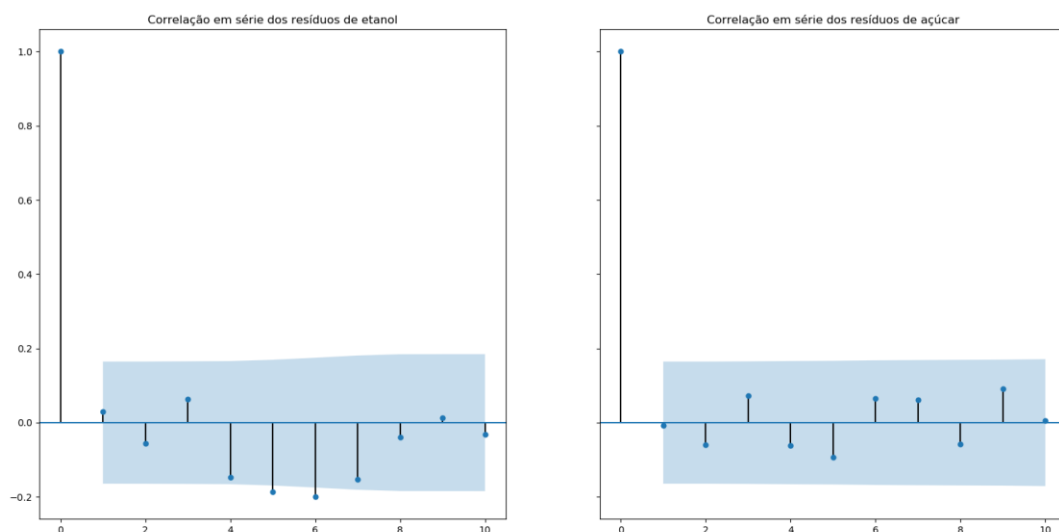 Correlação em série dos resíduos de etanol
1.0
0.8
0.6
0.4
0.2
0.0
−0.2
0 2 4 6 8 10
Correlação em série dos resíduos de açúcar
0 2 4 6 8 10